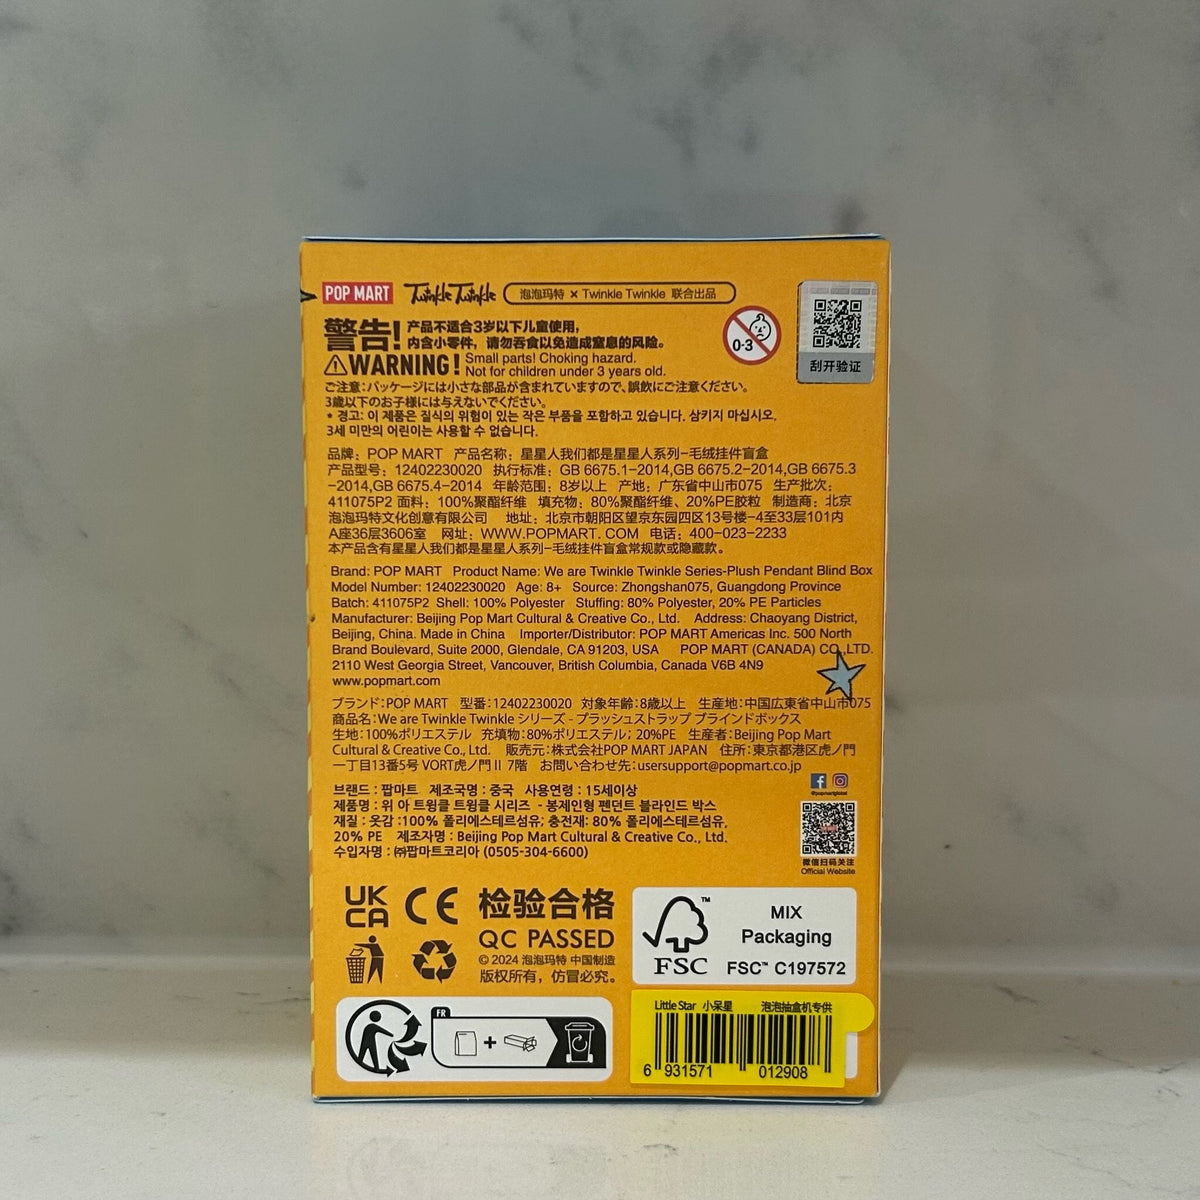 POP MART Twinkle Twinkle 泡泡玛特 × Twinkle Twinkle 联合出品
警告! 产品不适合3岁以下儿童使用,
内含小零件, 请勿吞食以免造成窒息的风险。
WARNING! Small parts! Choking hazard.
Not for children under 3 years old.
0-3
刮开验证
ご注意:パッケージには小さな部品が含まれていますので、誤飲にご注意ください。
3歳以下のお子様には与えないでください。
* 경고: 이 제품은 질식의 위험이 있는 작은 부품을 포함하고 있습니다. 삼키지 마십시오.
3세 미만의 어린이는 사용할 수 없습니다.
品牌: POP MART 产品名称: 星星人我们都是星星人系列-毛绒挂件盲盒
产品型号: 12402230020 执行标准: GB 6675.1-2014,GB 6675.2-2014,GB 6675.3
-2014,GB 6675.4-2014 年龄范围: 8岁以上 产地: 广东省中山市075 生产批次:
411075P2 面料: 100%聚酯纤维 填充物: 80%聚酯纤维、20%PE胶粒 制造商: 北京
泡泡玛特文化创意有限公司 地址: 北京市朝阳区望京东园四区13号楼-4至33层101内
A座36层3606室 网址: WWW.POPMART.COM 电话: 400-023-2233
本产品含有星星人我们都是星星人系列-毛绒挂件盲盒常规款或隐藏款。
Brand: POP MART Product Name: We are Twinkle Twinkle Series-Plush Pendant Blind Box
Model Number: 12402230020 Age: 8+ Source: Zhongshan075, Guangdong Province
Batch: 411075P2 Shell: 100% Polyester Stuffing: 80% Polyester, 20% PE Particles
Manufacturer: Beijing Pop Mart Cultural & Creative Co., Ltd. Address: Chaoyang District,
Beijing, China. Made in China Importer/Distributor: POP MART Americas Inc. 500 North
Brand Boulevard, Suite 2000, Glendale, CA 91203, USA POP MART (CANADA) CO.,LTD.
2110 West Georgia Street, Vancouver, British Columbia, Canada V6B 4N9
www.popmart.com
ブランド:POP MART 型番:12402230020 対象年齢:8歳以上 生産地:中国広東省中山市075
商品名:We are Twinkle Twinkle シリーズ - プラッシュストラップ ブラインドボックス
生地:100%ポリエステル 充填物:80%ポリエステル; 20%PE 生産者:Beijing Pop Mart
Cultural & Creative Co., Ltd. 販売元:株式会社POP MART JAPAN 住所:東京都港区虎ノ門
一丁目13番5号 VORT虎ノ門II 7階 お問い合わせ先:usersupport@popmart.co.jp
브랜드 : 팝마트 제조국명 : 중국 사용연령 : 15세이상
제품명 : 위 아 트윙클 트윙클 시리즈 - 봉제인형 펜던트 블라인드 박스
재질 : 옷감 :100% 폴리에스테르섬유; 충전재: 80% 폴리에스테르섬유,
20% PE 제조자명 : Beijing Pop Mart Cultural & Creative Co., Ltd.
수입자명 : ㈜팝마트코리아 (0505-304-6600)
@popmartglobal
微信扫码关注
Official Website
UK
CA CE 检验合格
QC PASSED
© 2024 泡泡玛特 中国制造
版权所有, 仿冒必究。
FSC™
MIX
Packaging
FSC™ C197572
FR
+
Little Star 小呆星 泡泡抽盒机专供
6 931571 012908